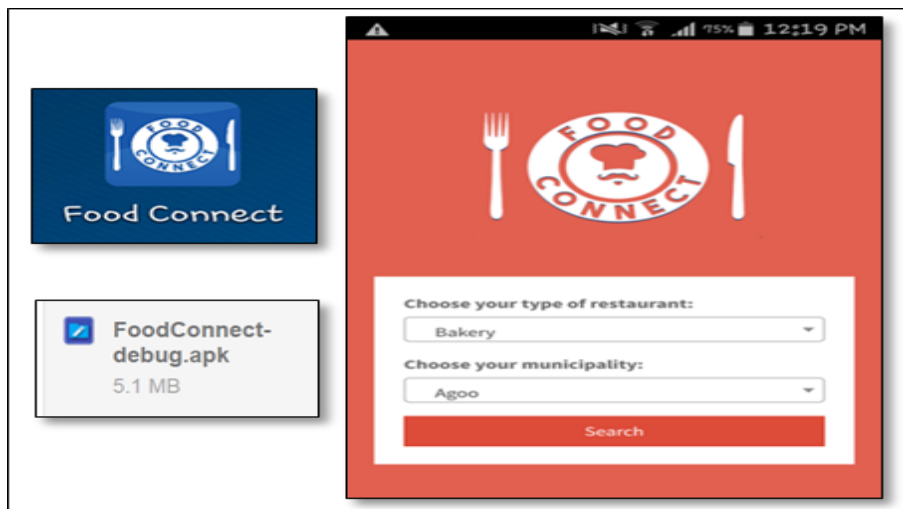 FOOD
CONNECT
Food Connect
FoodConnect-
debug.apk
5.1 MB
75% 12:19 PM
FOOD
CONNECT
Choose your type of restaurant:
Bakery
Choose your municipality:
Agoo
Search